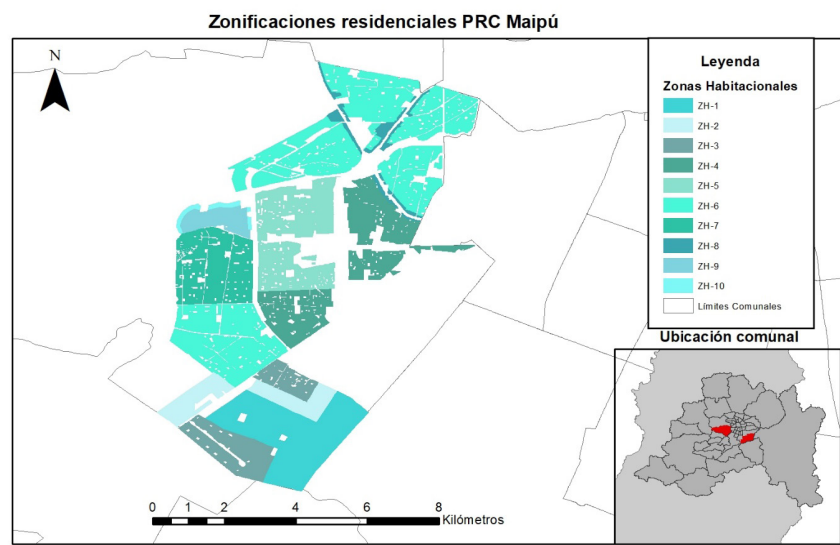 Zonificaciones residenciales PRC Maipú
N
Leyenda
Zonas Habitacionales
ZH-1
ZH-2
ZH-3
ZH-4
ZH-5
ZH-6
ZH-7
ZH-8
ZH-9
ZH-10
Límites Comunales
Ubicación comunal
0 1 2 4 6 8
Kilómetros